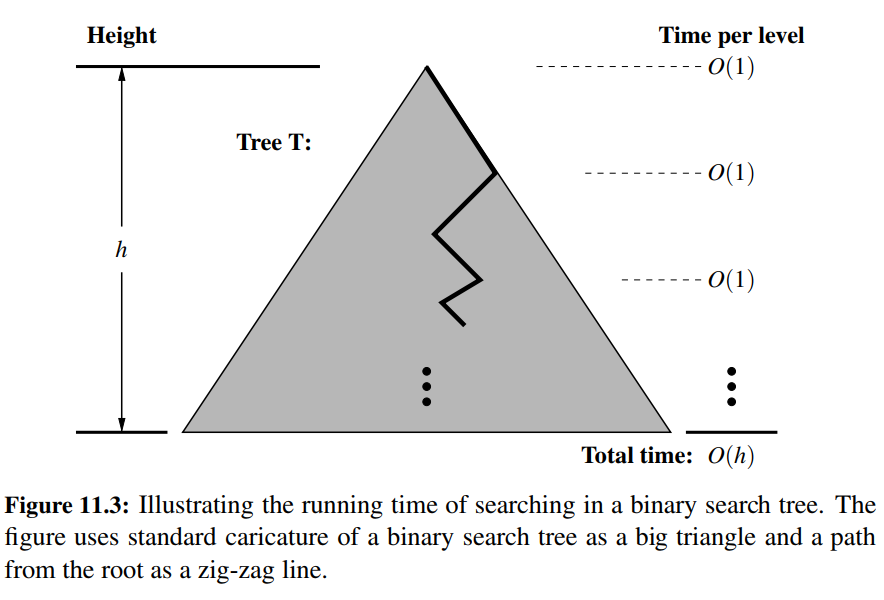 Height
Time per level
O(1)
Tree T:
O(1)
h
O(1)
Total time: O(h)
Figure 11.3: Illustrating the running time of searching in a binary search tree. The
figure uses standard caricature of a binary search tree as a big triangle and a path
from the root as a zig-zag line.